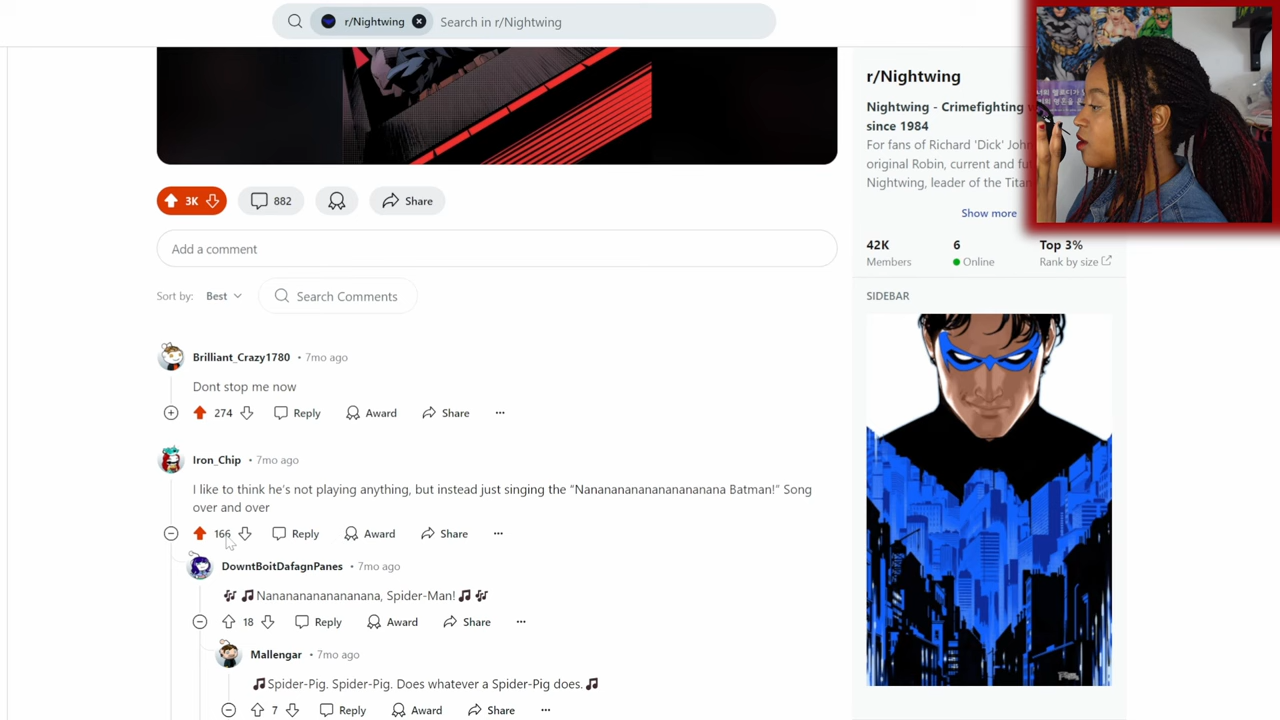 r/Nightwing
Search in r/Nightwing
3K
882
Share
Add a comment
Sort by: Best
Search Comments
Brilliant_Crazy1780 • 7mo ago
Dont stop me now
274 Reply Award Share
Iron_Chip • 7mo ago
I like to think he's not playing anything, but instead just singing the “Nanananananananananana Batman!” Song
over and over
166 Reply Award Share
DowntBoitDafagnPanes • 7mo ago
🎶 🎵Nanananananananana, Spider-Man! 🎵 🎶
18 Reply Award Share
Mallengar • 7mo ago
🎵Spider-Pig. Spider-Pig. Does whatever a Spider-Pig does. 🎵
7 Reply Award Share
r/Nightwing
Nightwing - Crimefighting
since 1984
For fans of Richard 'Dick'
original Robin, current and
Nightwing, leader of the
Show more
42K
Members
6
Online
Top 3%
Rank by size
SIDEBAR